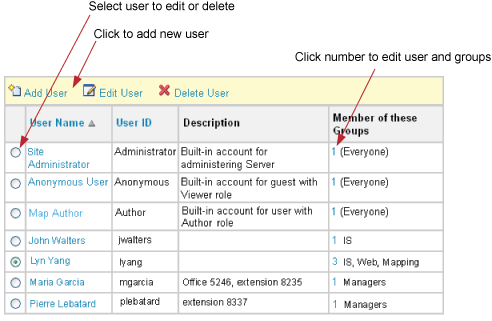 Select user to edit or delete
Click to add new user
Click number to edit user and groups
Add User Edit User Delete User
User Name User ID Description Member of these
Groups
Site Administrator Built-in account for 1 (Everyone)
Administrator administering Server
Anonymous User Anonymous Built-in account for guest with 1 (Everyone)
Viewer role
Map Author Author Built-in account for user with 1 (Everyone)
Author role
John Walters jwalters 1 IS
Lyn Yang lyang 3 IS, Web, Mapping
Maria Garcia mgarcia Office 5246, extension 8235 1 Managers
Pierre Lebatard plebatard extension 8337 1 Managers